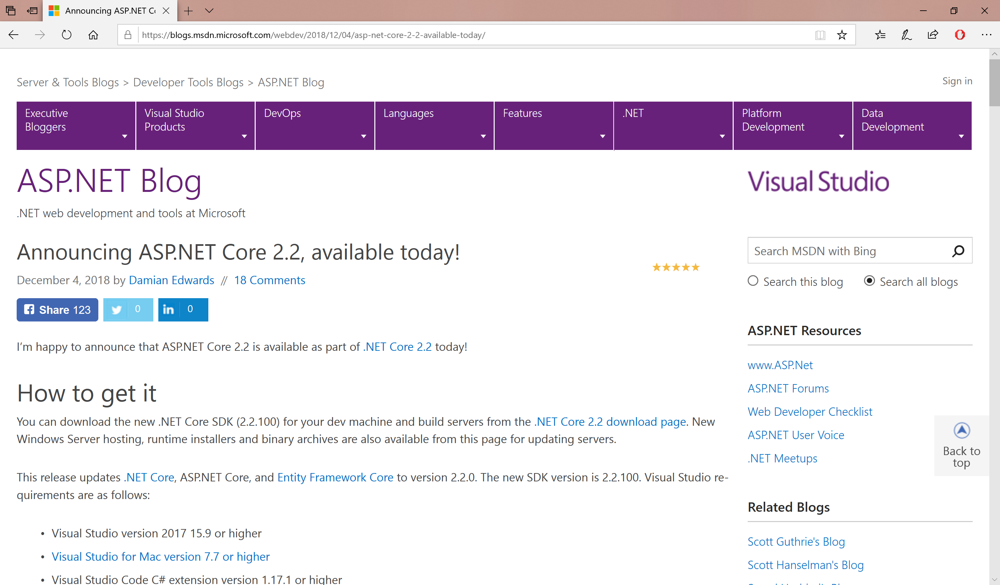 Announcing ASP.NET Co
https://blogs.msdn.microsoft.com/webdev/2018/12/04/asp-net-core-2-2-available-today/
Server & Tools Blogs > Developer Tools Blogs > ASP.NET Blog
Sign in
Executive
Bloggers
Visual Studio
Products
DevOps
Languages
Features
.NET
Platform
Development
Data
Development
ASP.NET Blog
.NET web development and tools at Microsoft
Announcing ASP.NET Core 2.2, available today!
December 4, 2018 by Damian Edwards // 18 Comments
Share 123
0
in 0
I’m happy to announce that ASP.NET Core 2.2 is available as part of .NET Core 2.2 today!
How to get it
You can download the new .NET Core SDK (2.2.100) for your dev machine and build servers from the .NET Core 2.2 download page. New
Windows Server hosting, runtime installers and binary archives are also available from this page for updating servers.
This release updates .NET Core, ASP.NET Core, and Entity Framework Core to version 2.2.0. The new SDK version is 2.2.100. Visual Studio re-
quirements are as follows:
• Visual Studio version 2017 15.9 or higher
• Visual Studio for Mac version 7.7 or higher
• Visual Studio Code C# extension version 1.17.1 or higher
Visual Studio
Search MSDN with Bing
Search this blog
Search all blogs
ASP.NET Resources
www.ASP.Net
ASP.NET Forums
Web Developer Checklist
ASP.NET User Voice
.NET Meetups
Back to
top
Related Blogs
Scott Guthrie's Blog
Scott Hanselman's Blog